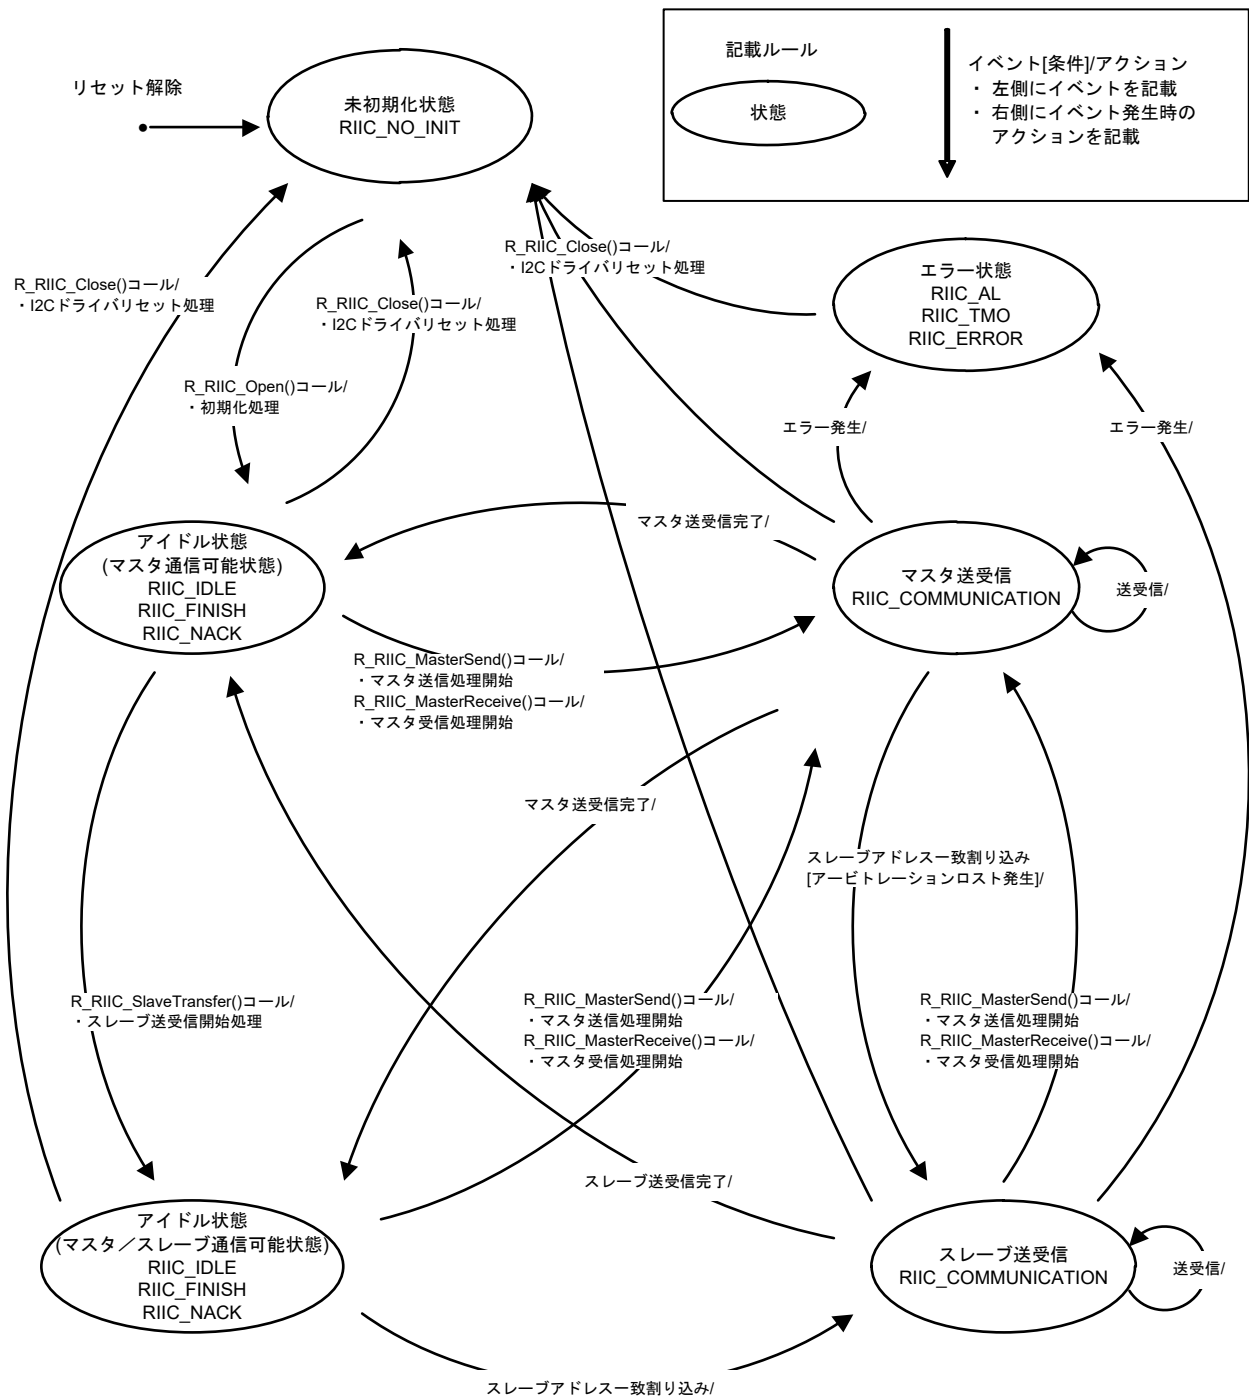 記載ルール
状態
イベント[条件]/アクション
・ 左側にイベントを記載
・ 右側にイベント発生時の
アクションを記載
リセット解除
未初期化状態
RIIC_NO_INIT
R_RIIC_Close()コール/
・I2Cドライバリセット処理
R_RIIC_Close()コール/
・I2Cドライバリセット処理
R_RIIC_Close()コール/
・I2Cドライバリセット処理
エラー状態
RIIC_AL
RIIC_TMO
RIIC_ERROR
R_RIIC_Open()コール/
・初期化処理
エラー発生/
エラー発生/
マスタ送受信完了/
アイドル状態
(マスタ通信可能状態)
RIIC_IDLE
RIIC_FINISH
RIIC_NACK
マスタ送受信
RIIC_COMMUNICATION
送受信/
R_RIIC_MasterSend()コール/
・マスタ送信処理開始
R_RIIC_MasterReceive()コール/
・マスタ受信処理開始
マスタ送受信完了/
スレーブアドレス一致割り込み
[アービトレーションロスト発生]/
R_RIIC_SlaveTransfer()コール/
・スレーブ送受信開始処理
R_RIIC_MasterSend()コール/
・マスタ送信処理開始
R_RIIC_MasterReceive()コール/
・マスタ受信処理開始
R_RIIC_MasterSend()コール/
・マスタ送信処理開始
R_RIIC_MasterReceive()コール/
・マスタ受信処理開始
スレーブ送受信完了/
アイドル状態
(マスタ／スレーブ通信可能状態)
RIIC_IDLE
RIIC_FINISH
RIIC_NACK
スレーブ送受信
RIIC_COMMUNICATION
送受信/
スレーブアドレス一致割り込み/